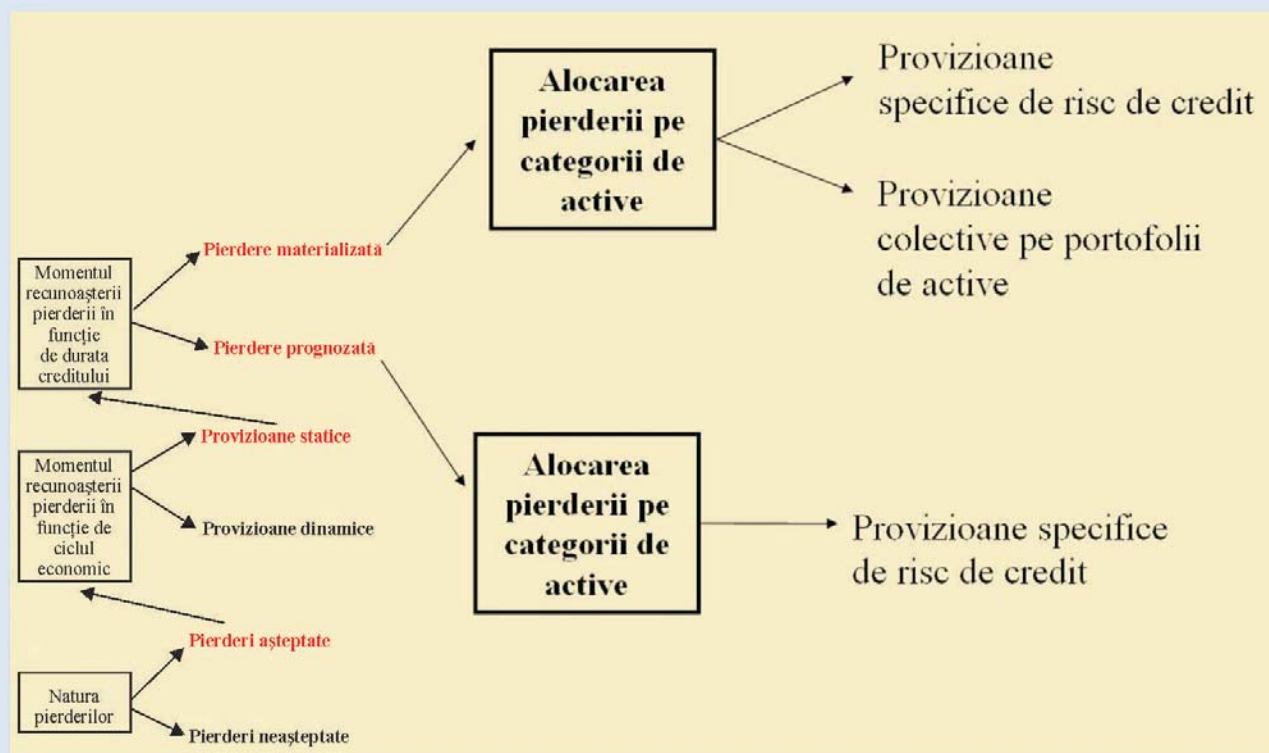 Alocarea
pierderii pe
categorii de
active
Provizioane
specifice de risc de credit
Provizioane
colective pe portofolii
de active
Pierdere materializată
Momentul
recunoașterii
pierderii în
funcție
de durata
creditului
Pierdere prognozată
Provizioane statice
Momentul
recunoașterii
pierderii în
funcție de
ciclul
economic
Provizioane dinamice
Alocarea
pierderii pe
categorii de
active
Provizioane specifice
de risc de credit
Pierderi așteptate
Natura
pierderilor
Pierderi neașteptate